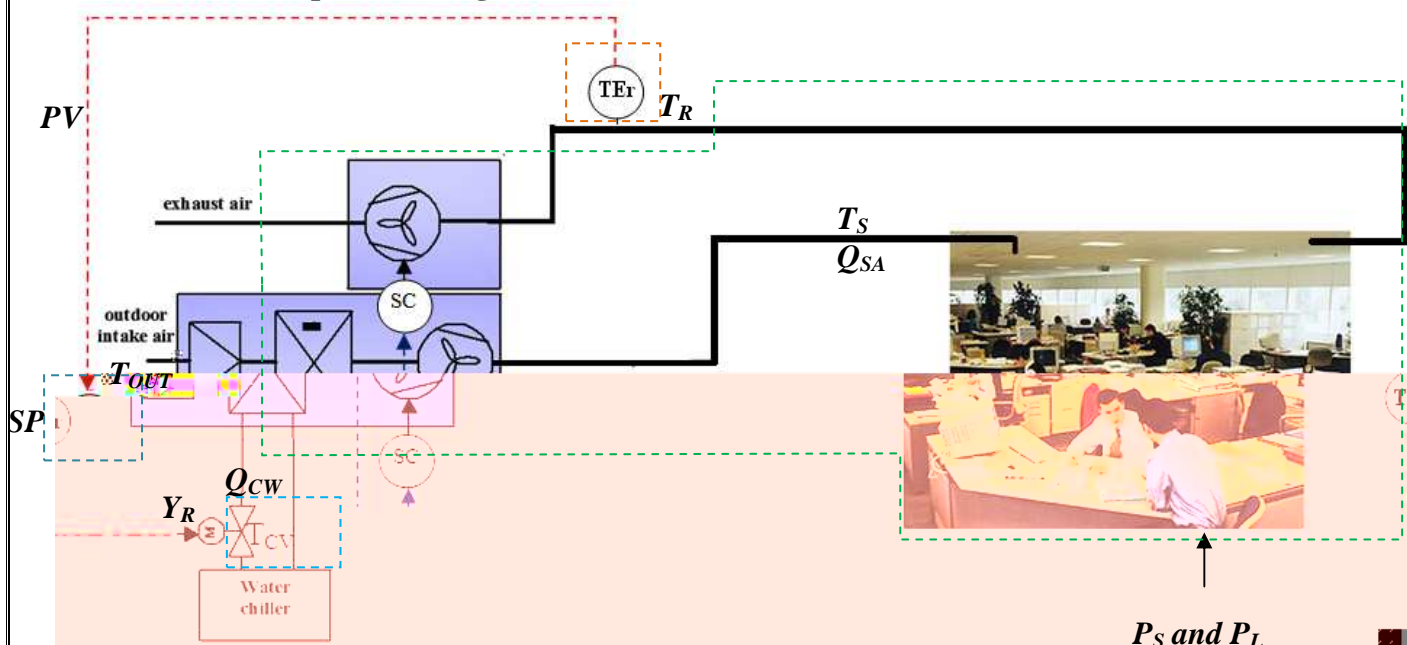 TEr
PV
T_R
exhaust air
T_S
Q_SA
SC
outdoor
intake air
T_OUT
SP
SC
Q_CW
Y_R
M
T_CV
Water
chiller
P_S and P_L